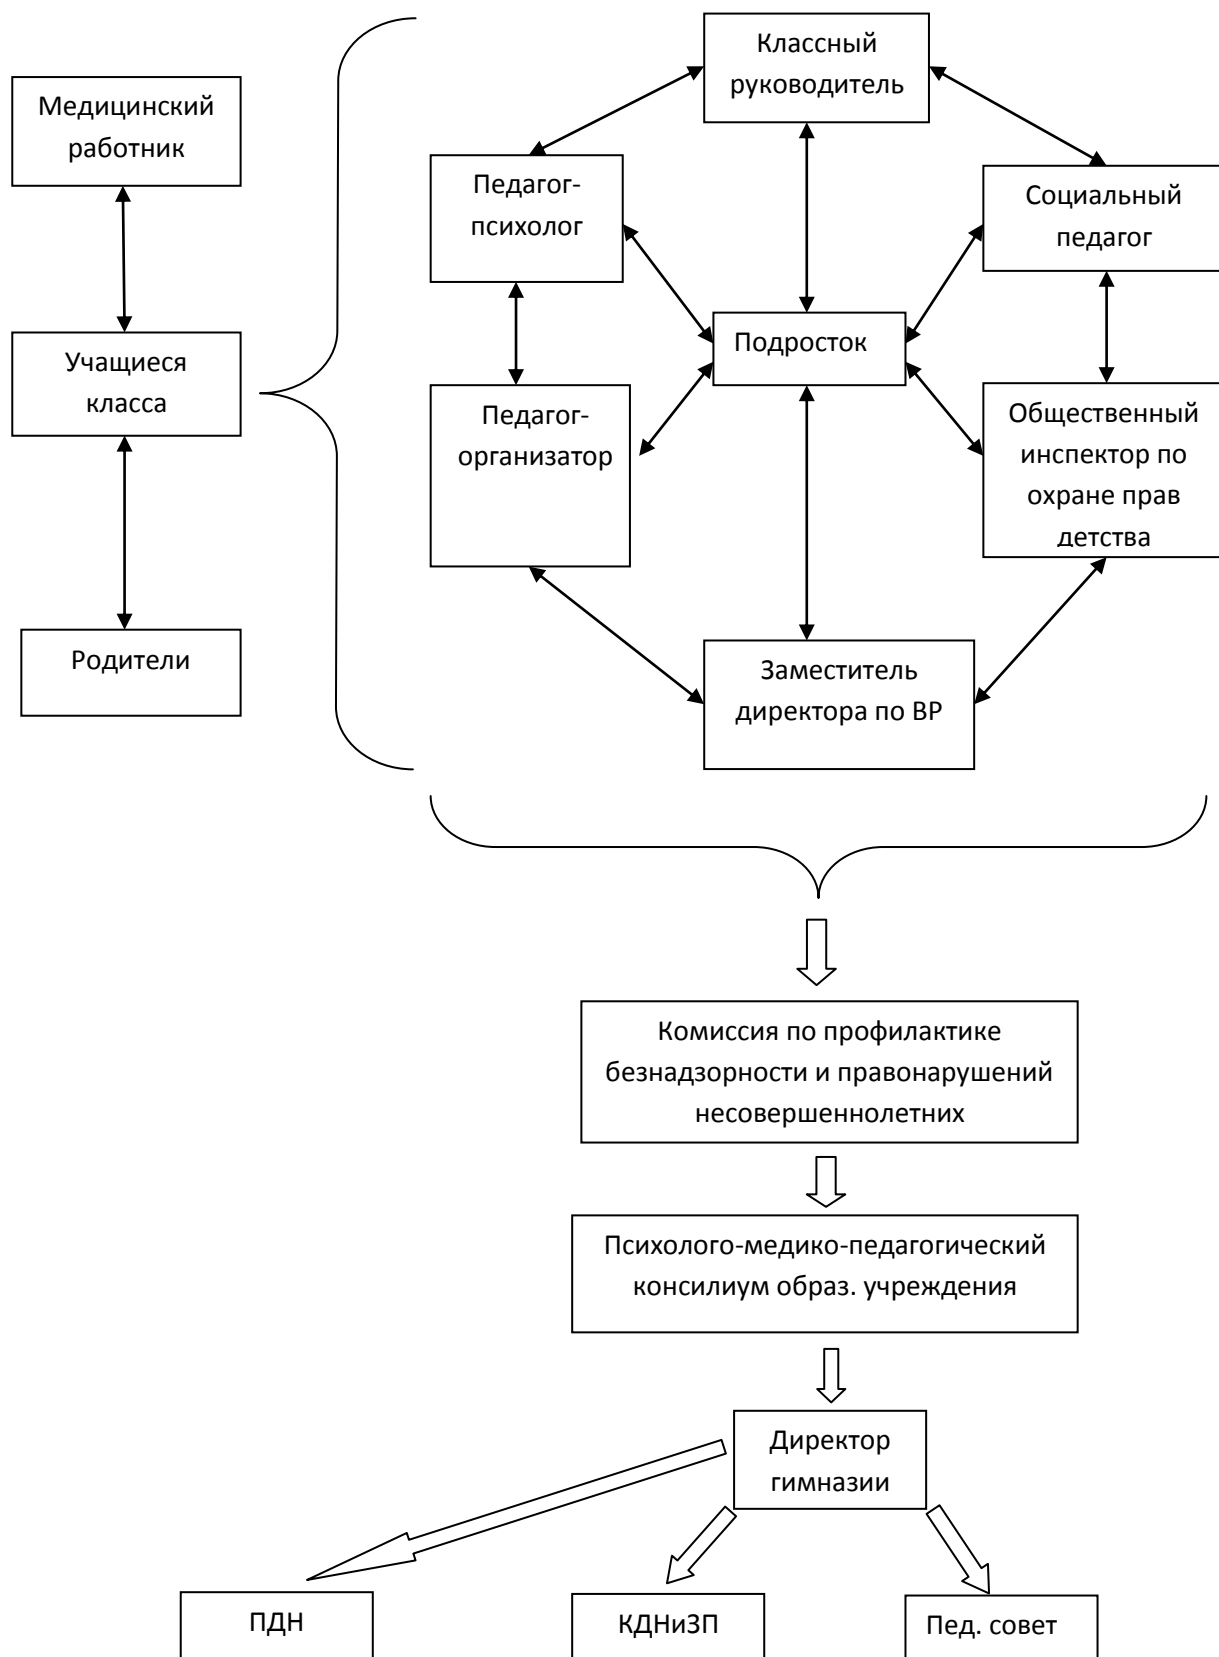 Классный
руководитель
Медицинский
работник
Педагог-
психолог
Социальный
педагог
Подросток
Учащиеся
класса
Педагог-
организатор
Общественный
инспектор по
охране прав
детства
Родители
Заместитель
директора по ВР
Комиссия по профилактике
безнадзорности и правонарушений
несовершеннолетних
Психолого-медико-педагогический
консилиум образ. учреждения
Директор
гимназии
ПДН
КДНиЗП
Пед. совет